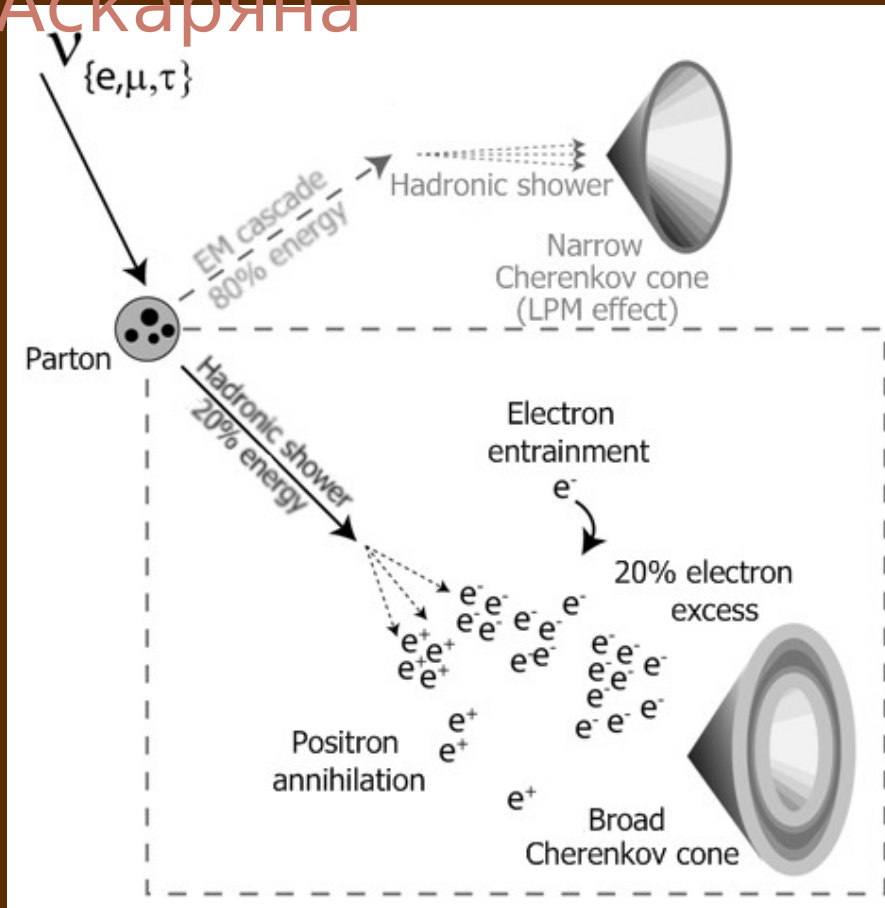 Аскаряна
ν
{e,μ,τ}
EM cascade
80% energy
Hadronic shower
Narrow
Cherenkov cone
(LPM effect)
Parton
Hadronic shower
20% energy
Electron
entrainment
e⁻
20% electron
excess
e⁻ e⁻ e⁻ e⁻ e⁻ e⁻ e⁻
e⁻ e⁻
e⁺ e⁺
e⁺ e⁺
e⁻ e⁻ e⁻
e⁻ e⁻
e⁻ e⁻
e⁻ e⁻
e⁺
e⁺
Positron
annihilation
e⁺
Broad
Cherenkov cone